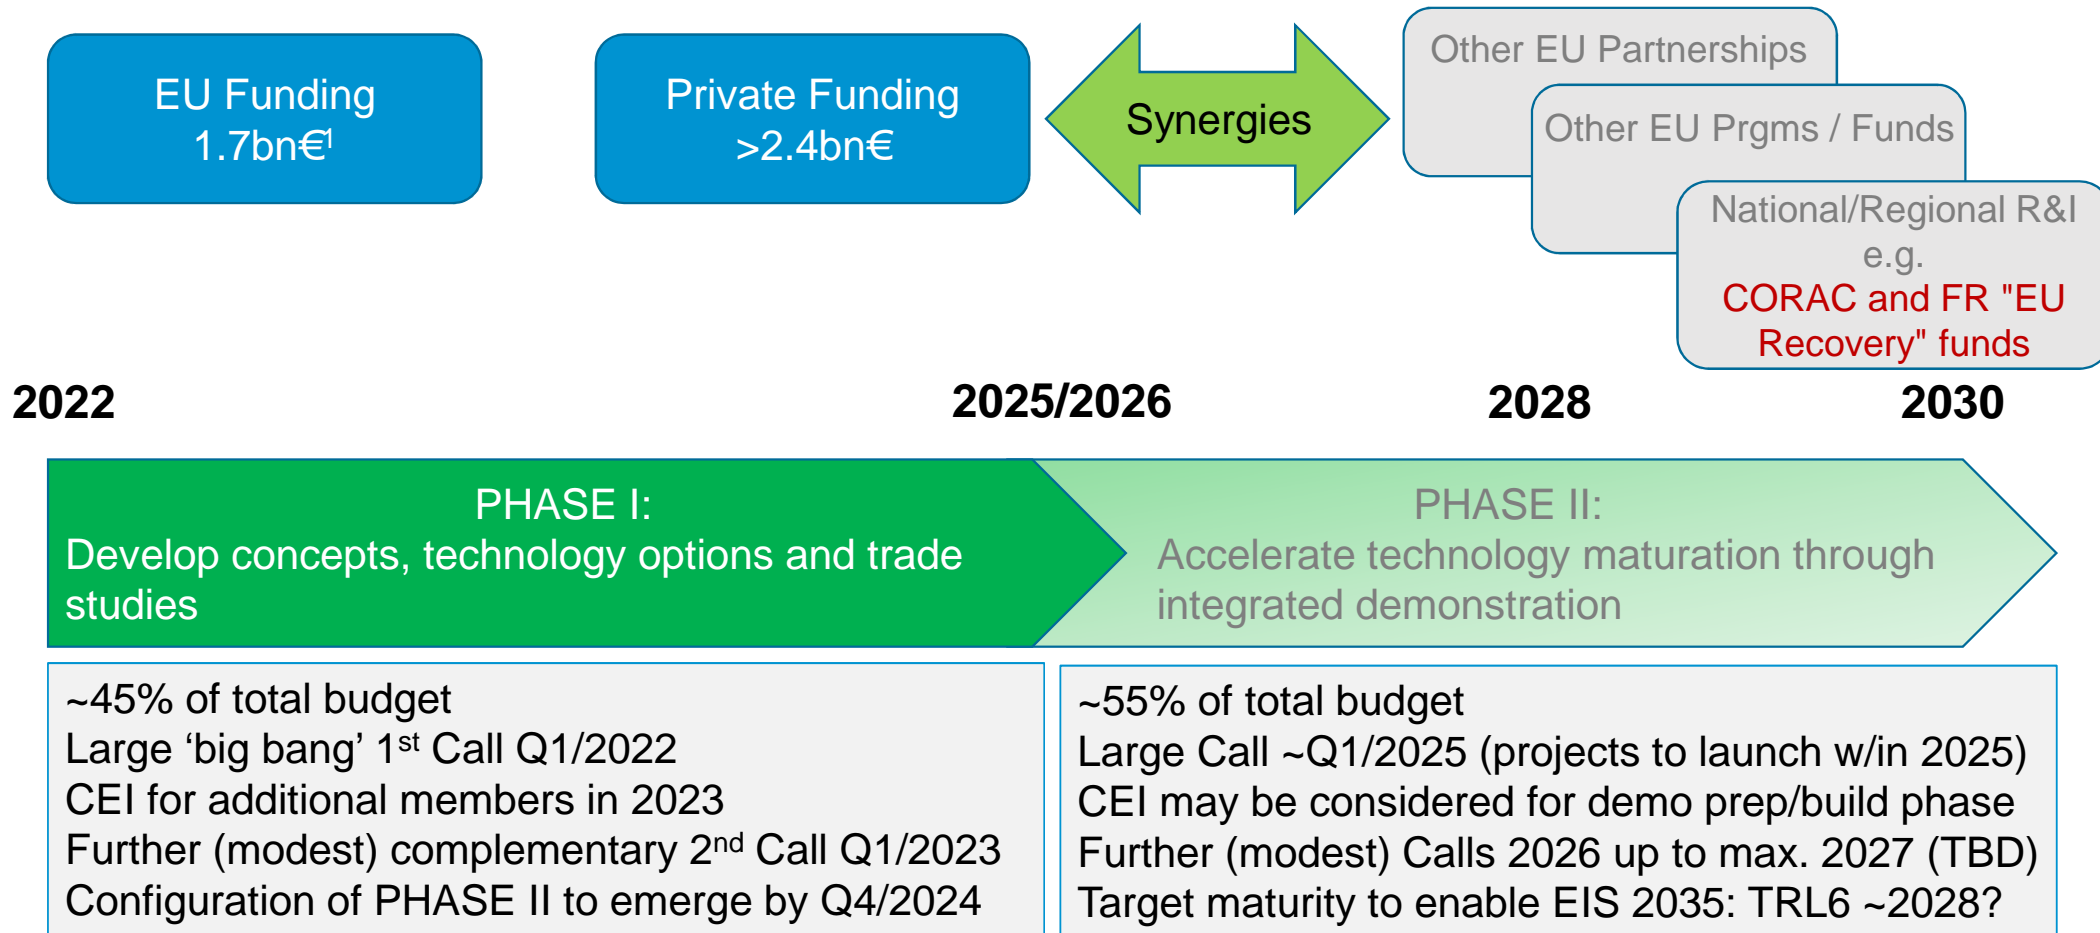 EU Funding
1.7bn€1
Private Funding
>2.4bn€
Synergies
Other EU Partnerships
Other EU Prgms / Funds
National/Regional R&I
e.g.
CORAC and FR "EU
Recovery" funds
2022
2025/2026
2028
2030
PHASE I:
Develop concepts, technology options and trade
studies
PHASE II:
Accelerate technology maturation through
integrated demonstration
~45% of total budget
Large ‘big bang’ 1st Call Q1/2022
CEI for additional members in 2023
Further (modest) complementary 2nd Call Q1/2023
Configuration of PHASE II to emerge by Q4/2024
~55% of total budget
Large Call ~Q1/2025 (projects to launch w/in 2025)
CEI may be considered for demo prep/build phase
Further (modest) Calls 2026 up to max. 2027 (TBD)
Target maturity to enable EIS 2035: TRL6 ~2028?